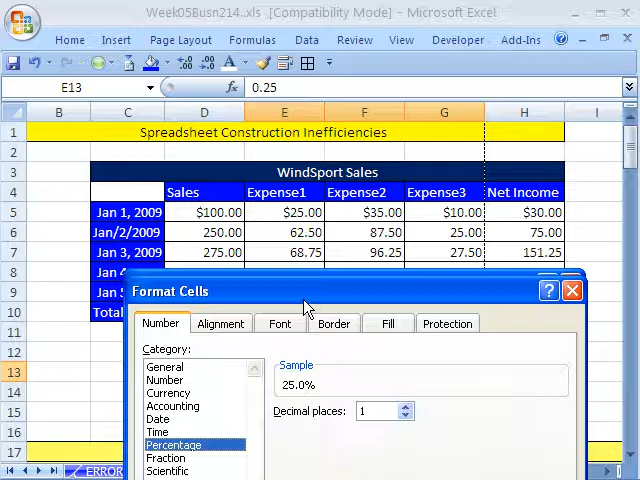 Week05Busn214..xls [Compatibility Mode] - Microsoft Excel
Home Insert Page Layout Formulas Data Review View Developer Add-Ins
E13 fx 0.25
B C D E F G H I
1 Spreadsheet Construction Inefficiencies
2
3 WindSport Sales
4 Sales Expense1 Expense2 Expense3 Net Income
5 Jan 1, 2009 $100.00 $25.00 $35.00 $10.00 $30.00
6 Jan/2/2009 250.00 62.50 87.50 25.00 75.00
7 Jan 3, 2009 275.00 68.75 96.25 27.50 151.25
8 Jan 4
9 Jan 5
10 Total
11
12
13
14
15
16
17
Format Cells
Number Alignment Font Border Fill Protection
Category:
General
Number
Currency
Accounting
Date
Time
Percentage
Fraction
Scientific
Sample
25.0%
Decimal places: 1
ERROR